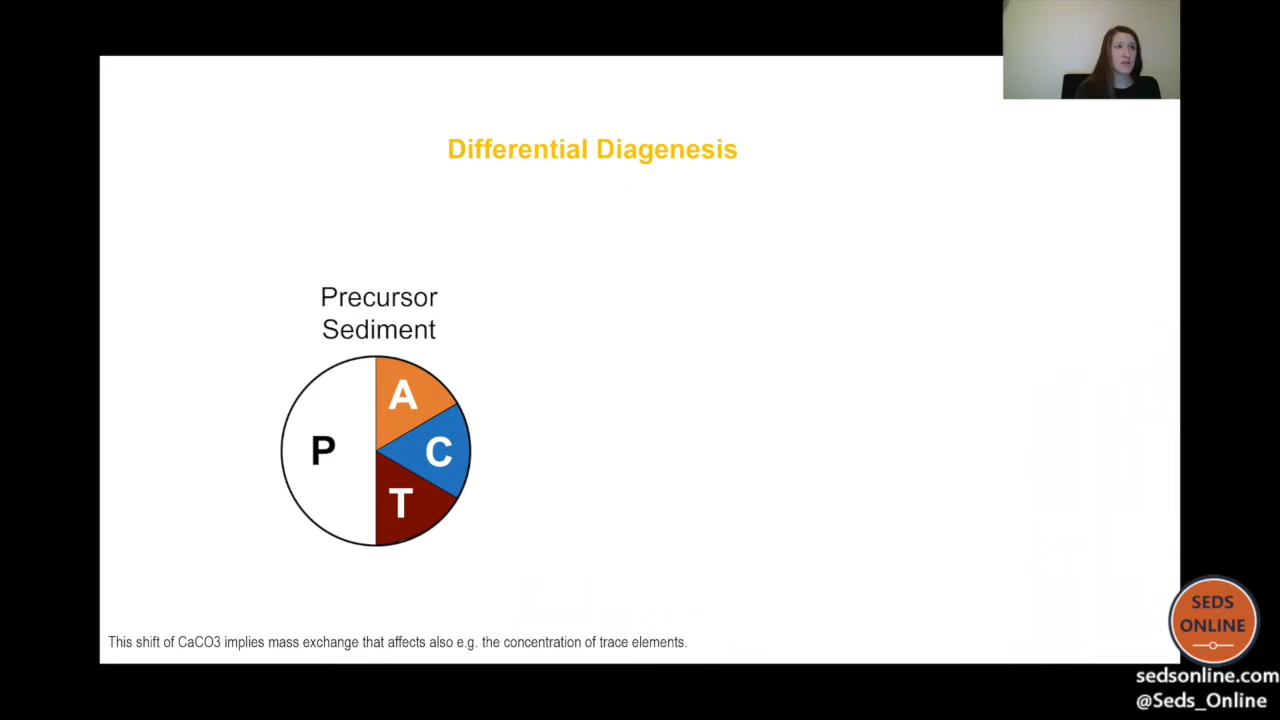 Differential Diagenesis
Precursor
Sediment
A
P
C
T
This shift of CaCO3 implies mass exchange that affects also e.g. the concentration of trace elements.
SEDS
ONLINE
sedsonline.com
@Seds_Online